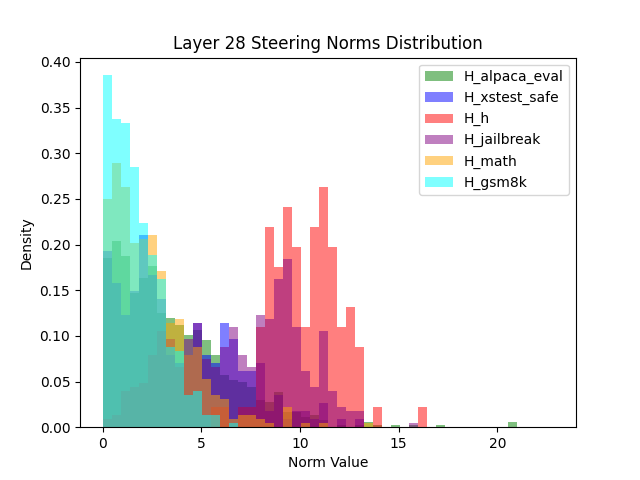 Layer 28 Steering Norms Distribution
0.40
0.35
0.30
0.25
0.20
0.15
0.10
0.05
0.00
Density
H_alpaca_eval
H_xstest_safe
H_h
H_jailbreak
H_math
H_gsm8k
0 5 10 15 20
Norm Value